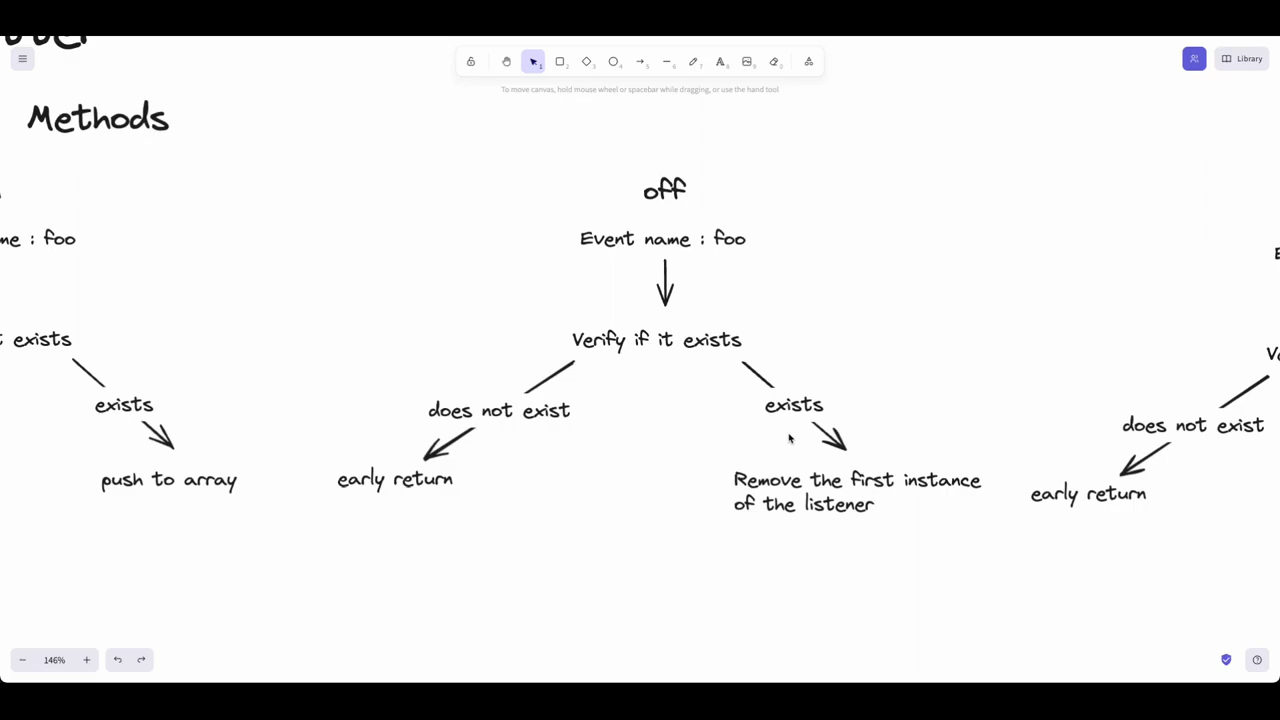 Library
To move canvas, hold mouse wheel or spacebar while dragging, or use the hand tool
Methods
off
: foo
Event name : foo
exists
Verify if it exists
exists
does not exist
exists
does not exist
push to array
early return
Remove the first instance
of the listener
early return
146%